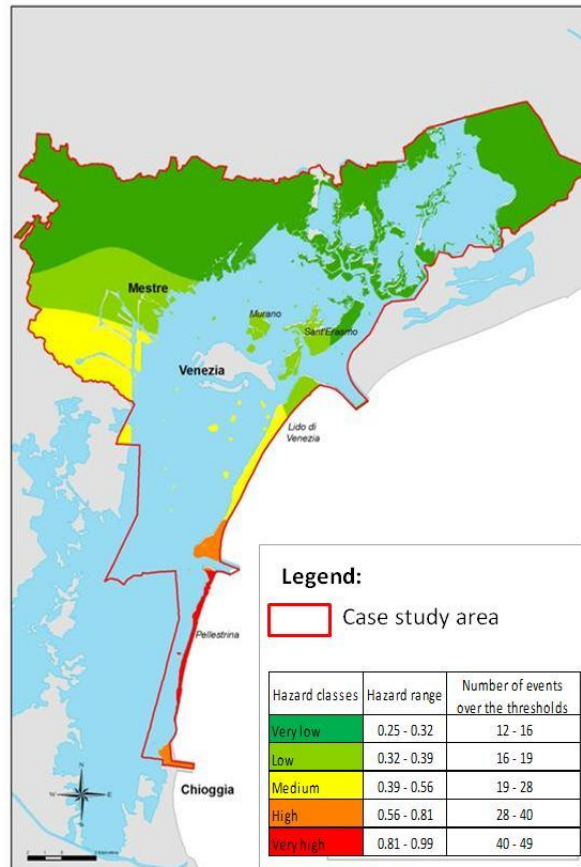 Mestre
Murano
Sant'Erasmo
Venezia
Lido di
Venezia
Legend:
Case study area
Pellestrina
Hazard classes Hazard range Number of events
over the thresholds
Very low 0.25 - 0.32 12 - 16
Low 0.32 - 0.39 16 - 19
Medium 0.39 - 0.56 19 - 28
High 0.56 - 0.81 28 - 40
Very high 0.81 - 0.99 40 - 49
N
W E
S
Chioggia